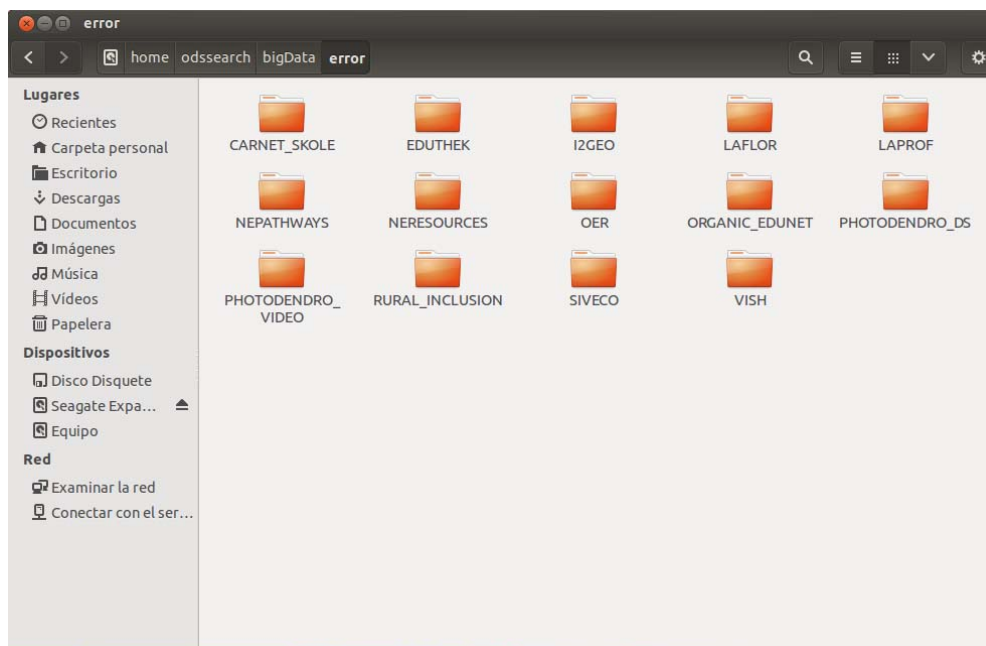 error
home odssearch bigData error
Lugares
Recientes
Carpeta personal
Escritorio
Descargas
Documentos
Imágenes
Música
Vídeos
Papelera
Dispositivos
Disco Disquete
Seagate Expa...
Equipo
Red
Examinar la red
Conectar con el ser...
CARNET_SKOLE EDUTHEK I2GEO LAFLOR LAPROF
NEPATHWAYS NERESOURCES OER ORGANIC_EDUNET PHOTODENDRO_DS
PHOTODENDRO_ RURAL_INCLUSION SIVECO VISH
VIDEO